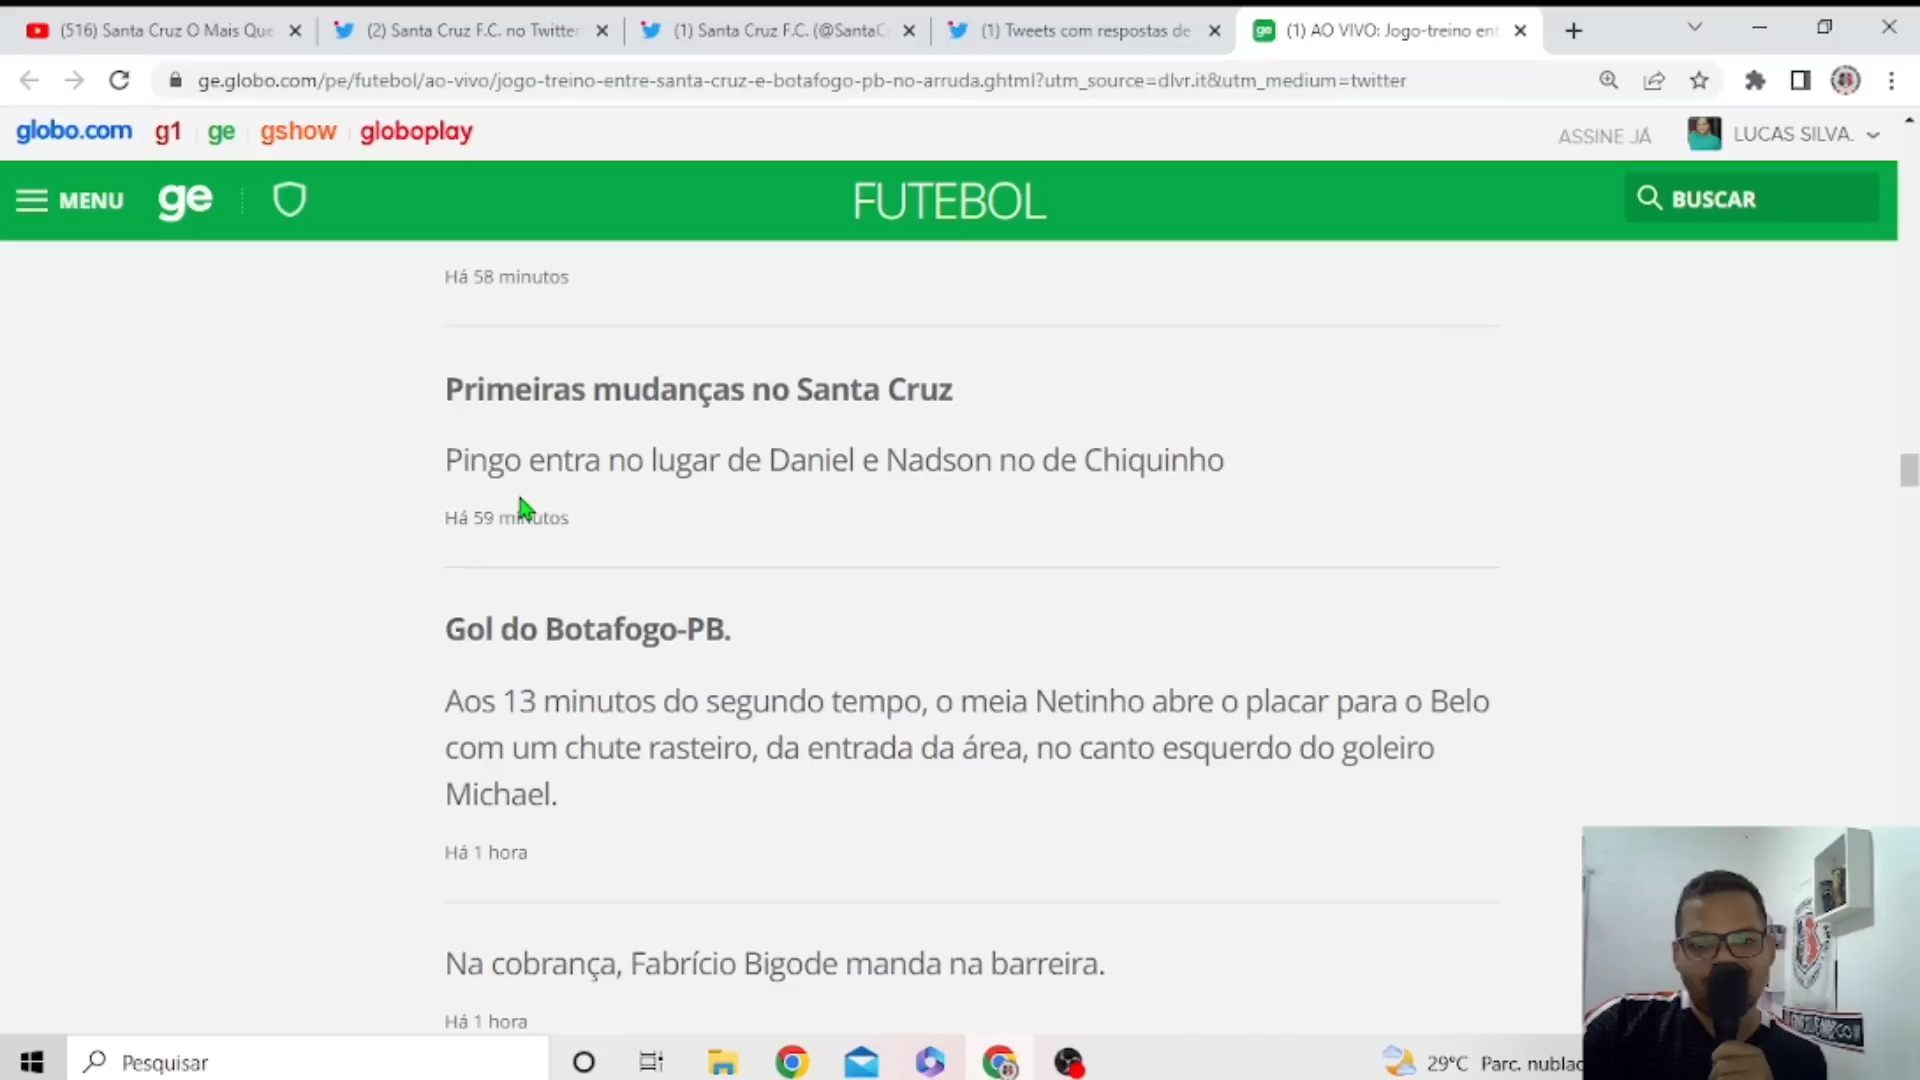 (516) Santa Cruz O Mais Que
(2) Santa Cruz F.C. no Twitter
(1) Santa Cruz F.C. (@SantaC
(1) Tweets com respostas de
(1) AO VIVO: Jogo-treino ent
ge.globo.com/pe/futebol/ao-vivo/jogo-treino-entre-santa-cruz-e-botafogo-pb-no-arruda.ghtml?utm_source=dlvr.it&utm_medium=twitter
globo.com g1 ge gshow globoplay
ASSINE JÁ LUCAS SILVA.
MENU ge FUTEBOL BUSCAR
Há 58 minutos
Primeiras mudanças no Santa Cruz
Pingo entra no lugar de Daniel e Nadson no de Chiquinho
Há 59 minutos
Gol do Botafogo-PB.
Aos 13 minutos do segundo tempo, o meia Netinho abre o placar para o Belo
com um chute rasteiro, da entrada da área, no canto esquerdo do goleiro
Michael.
Há 1 hora
Na cobrança, Fabrício Bigode manda na barreira.
Há 1 hora
Pesquisar
29°C Parc. nublac